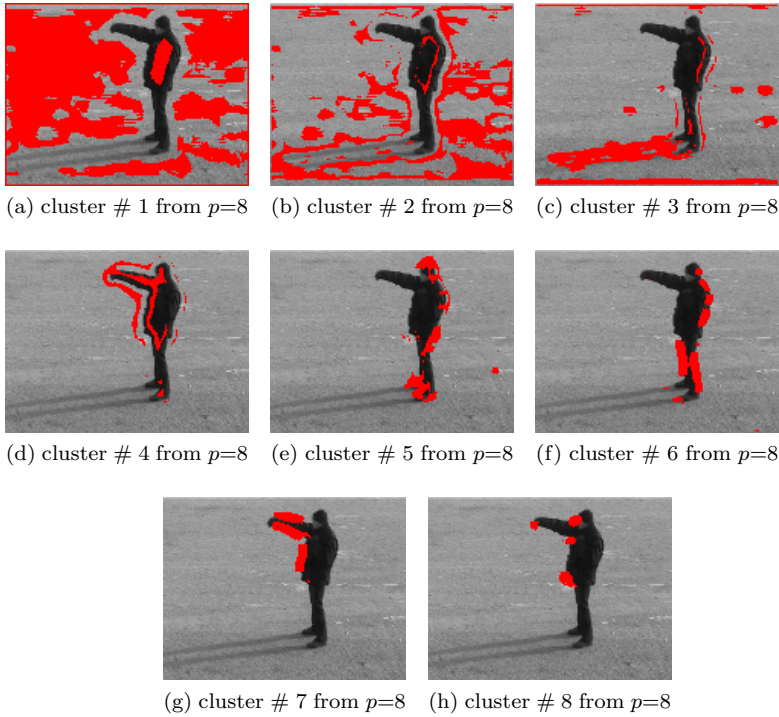 (a) cluster # 1 from p=8
(b) cluster # 2 from p=8
(c) cluster # 3 from p=8
(d) cluster # 4 from p=8
(e) cluster # 5 from p=8
(f) cluster # 6 from p=8
(g) cluster # 7 from p=8
(h) cluster # 8 from p=8